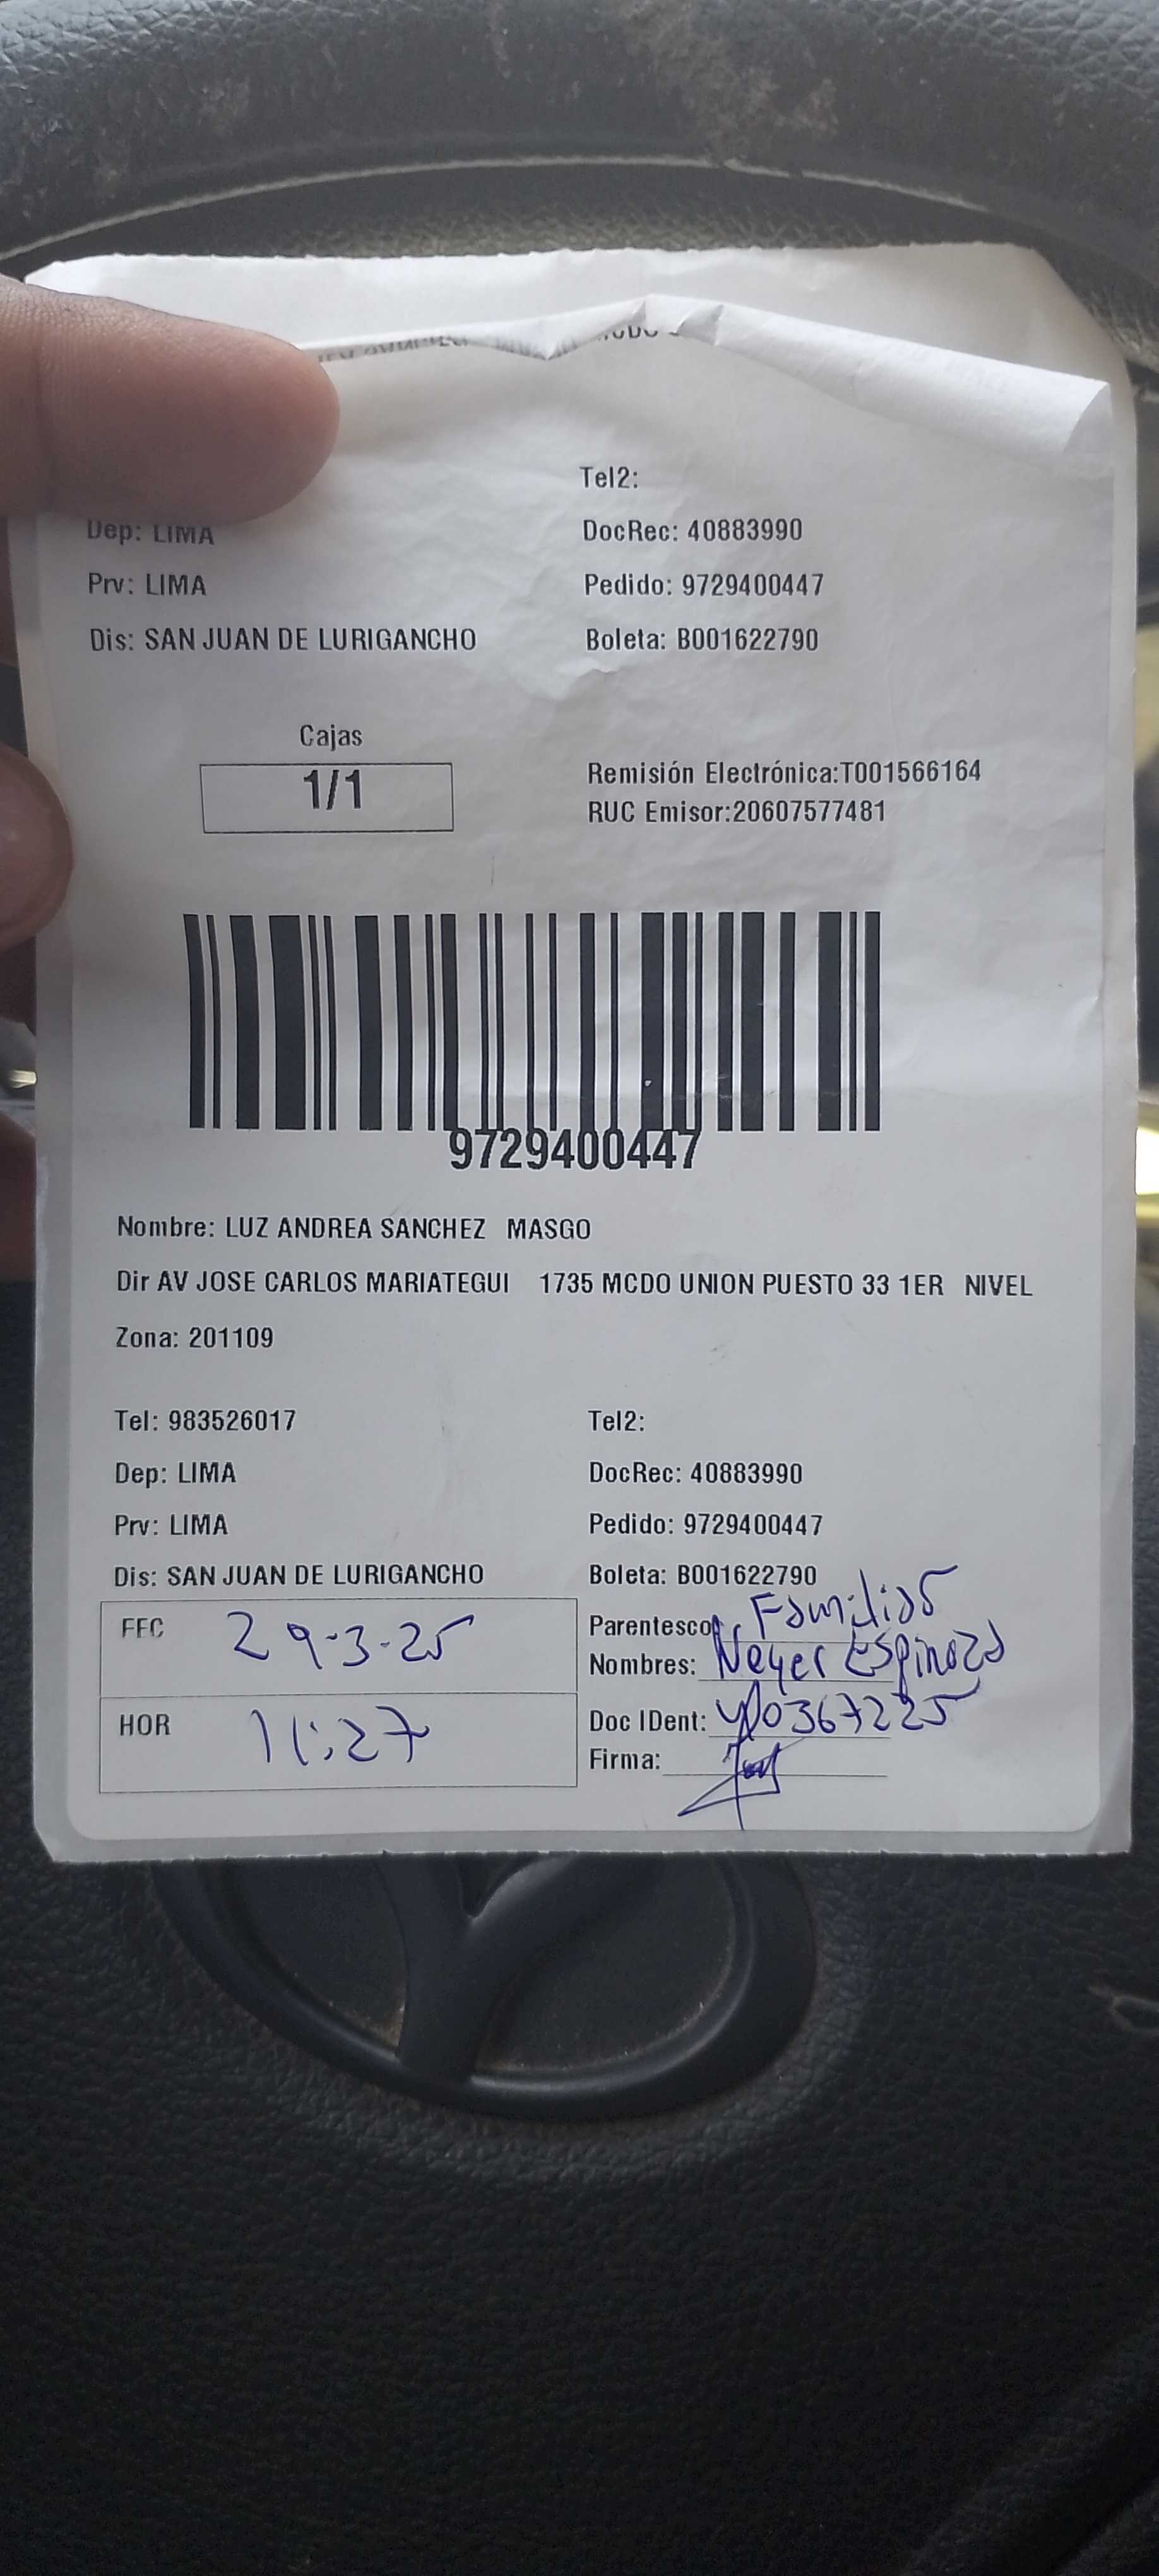 Tel2:
Dep: LIMA
DocRec: 40883990
Prv: LIMA
Pedido: 9729400447
Dis: SAN JUAN DE LURIGANCHO
Boleta: B001622790
Cajas
1/1
Remisión Electrónica:T001566164
RUC Emisor:20607577481
9729400447
Nombre: LUZ ANDREA SANCHEZ MASGO
Dir AV JOSE CARLOS MARIATEGUI 1735 MCDO UNION PUESTO 33 1ER NIVEL
Zona: 201109
Tel: 983526017
Tel2:
Dep: LIMA
DocRec: 40883990
Prv: LIMA
Pedido: 9729400447
Dis: SAN JUAN DE LURIGANCHO
Boleta: B001622790
FEC 29-3-25
Parentesco: Familiar
Nombres: Neyer Espinoza
HOR 11:27
Doc IDent: 40367225
Firma: